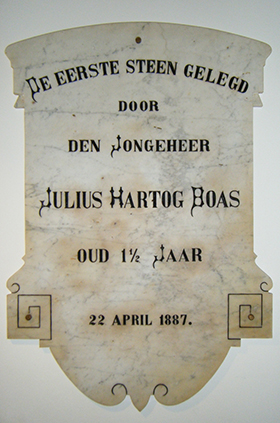 DE EERSTE STEEN GELEGD
DOOR
DEN JONGEHEER
JULIUS HARTOG BOAS
OUD 1½ JAAR
22 APRIL 1887.